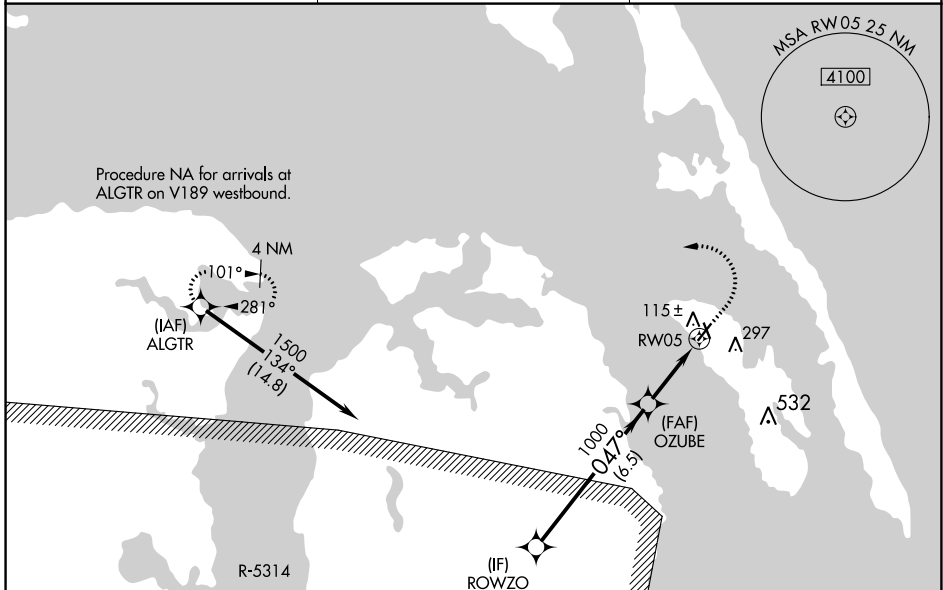 MSA RW05 25 NM
4100
Procedure NA for arrivals at
ALGTR on V189 westbound.
4 NM
101°
281°
(IAF)
ALGTR
1500
134°
(14.8)
115±
RW05
297
532
(FAF)
OZUBE
1000
047°
(6.5)
(IF)
ROWZO
R-5314